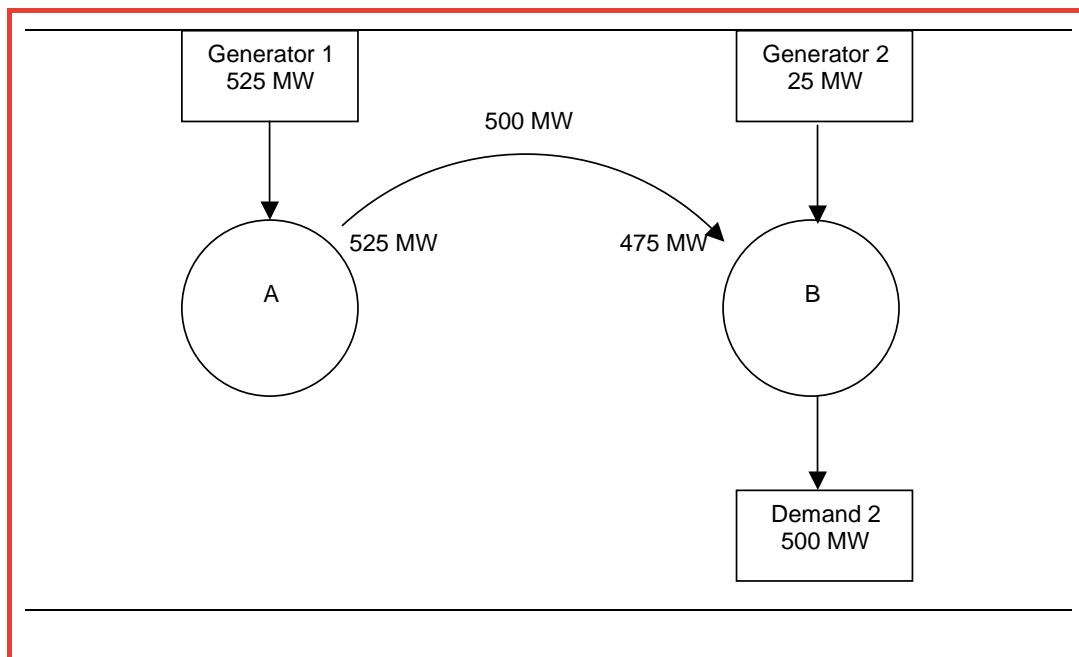 Generator 1
525 MW
Generator 2
25 MW
500 MW
525 MW
475 MW
A
B
Demand 2
500 MW